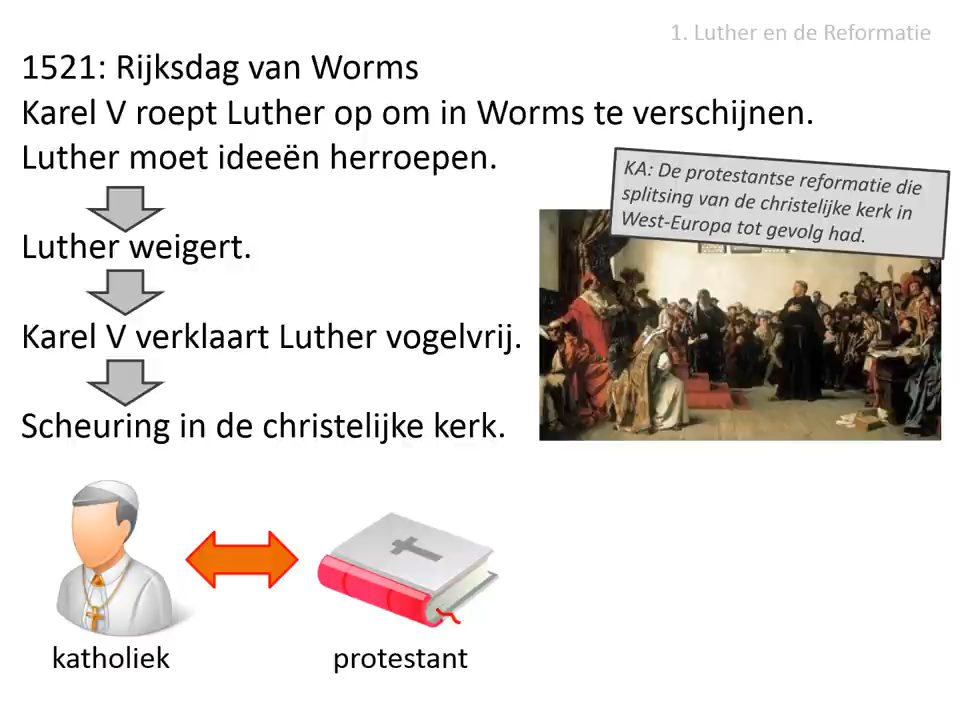 1. Luther en de Reformatie
1521: Rijksdag van Worms
Karel V roept Luther op om in Worms te verschijnen.
Luther moet ideeën herroepen.
KA: De protestantse reformatie die
splitsing van de christelijke kerk in
West-Europa tot gevolg had.
Luther weigert.
Karel V verklaart Luther vogelvrij.
Scheuring in de christelijke kerk.
katholiek
protestant